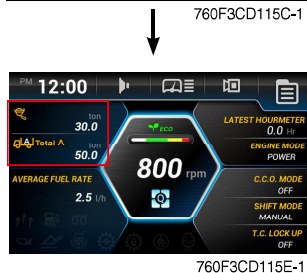 760F3CD115C-1
PM 12:00
ton
30.0
Total A
ton
50.0
AVERAGE FUEL RATE
2.5 l/h
ECO
800 rpm
LATEST HOURMETER
0.0 Hr
ENGINE MODE
POWER
C.C.O. MODE
OFF
SHIFT MODE
MANUAL
T.C. LOCK UP
OFF
760F3CD115E-1